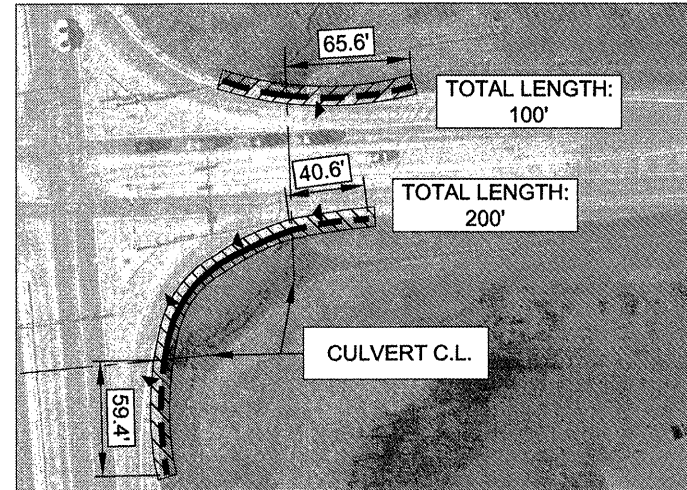 65.6'
TOTAL LENGTH:
100'
40.6'
TOTAL LENGTH:
200'
CULVERT C.L.
59.4'